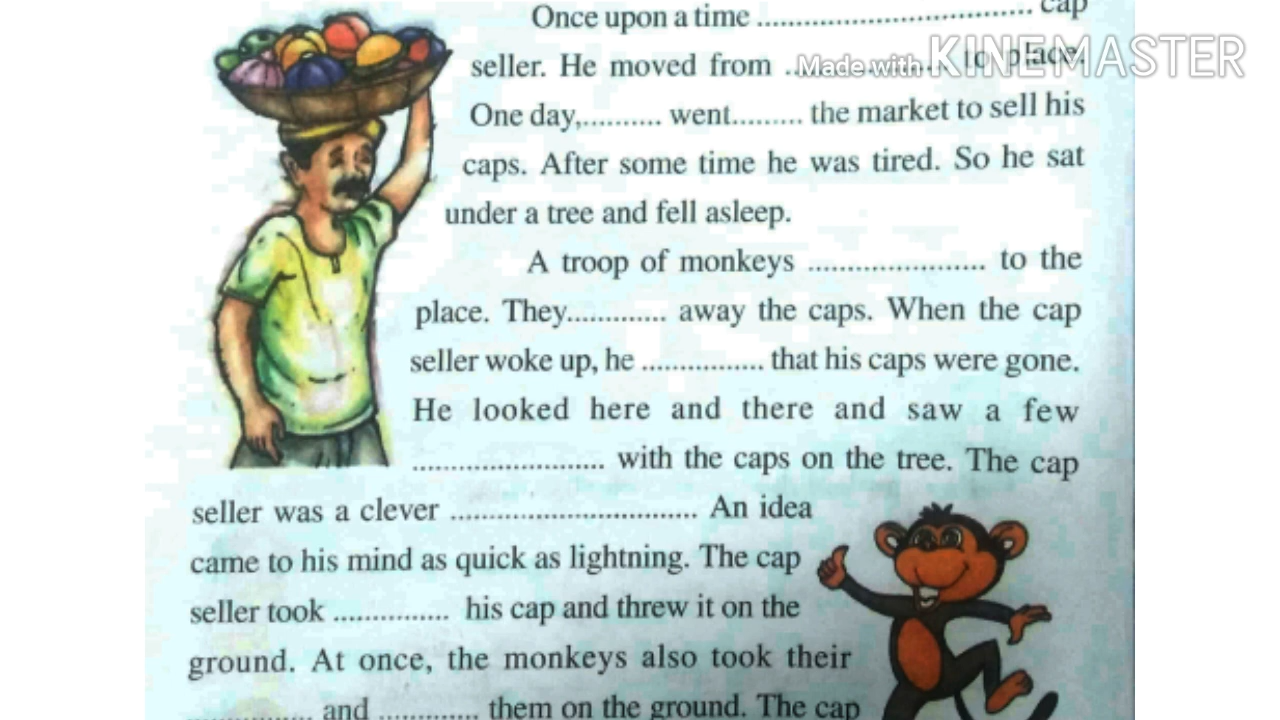 Once upon a time .................................... cap
seller. He moved from ..................... to place.
Made with KINEMASTER
One day,.......... went......... the market to sell his
caps. After some time he was tired. So he sat
under a tree and fell asleep.
A troop of monkeys ....................... to the
place. They............. away the caps. When the cap
seller woke up, he ................ that his caps were gone.
He looked here and there and saw a few
......................... with the caps on the tree. The cap
seller was a clever ................................ An idea
came to his mind as quick as lightning. The cap
seller took ............... his cap and threw it on the
ground. At once, the monkeys also took their
................ and ............. them on the ground. The cap